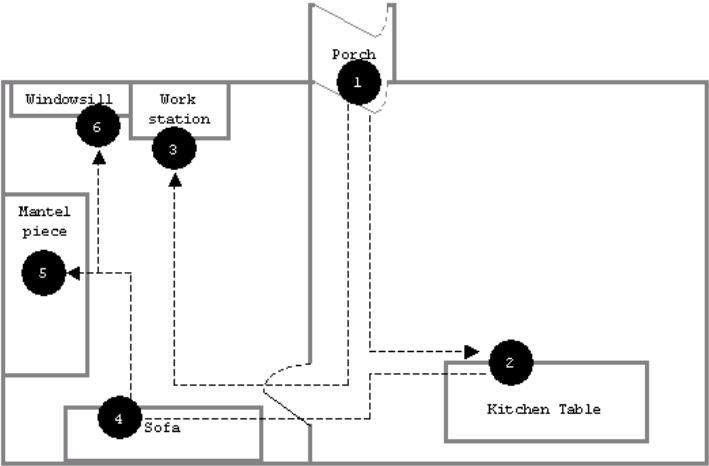 Porch
1
Windowsill
Work
station
6
3
Mantel
piece
5
2
Kitchen Table
4
Sofa